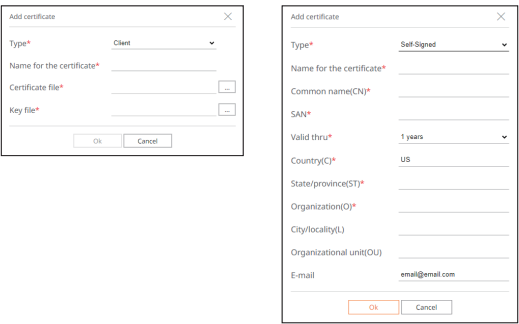 Add certificate
Type* Client
Name for the certificate*
Certificate file* ...
Key file* ...
Ok Cancel
Add certificate
Type* Self-Signed
Name for the certificate*
Common name(CN)*
SAN*
Valid thru* 1 years
Country(C)* US
State/province(ST)*
Organization(O)*
City/locality(L)
Organizational unit(OU)
E-mail email@email.com
Ok Cancel